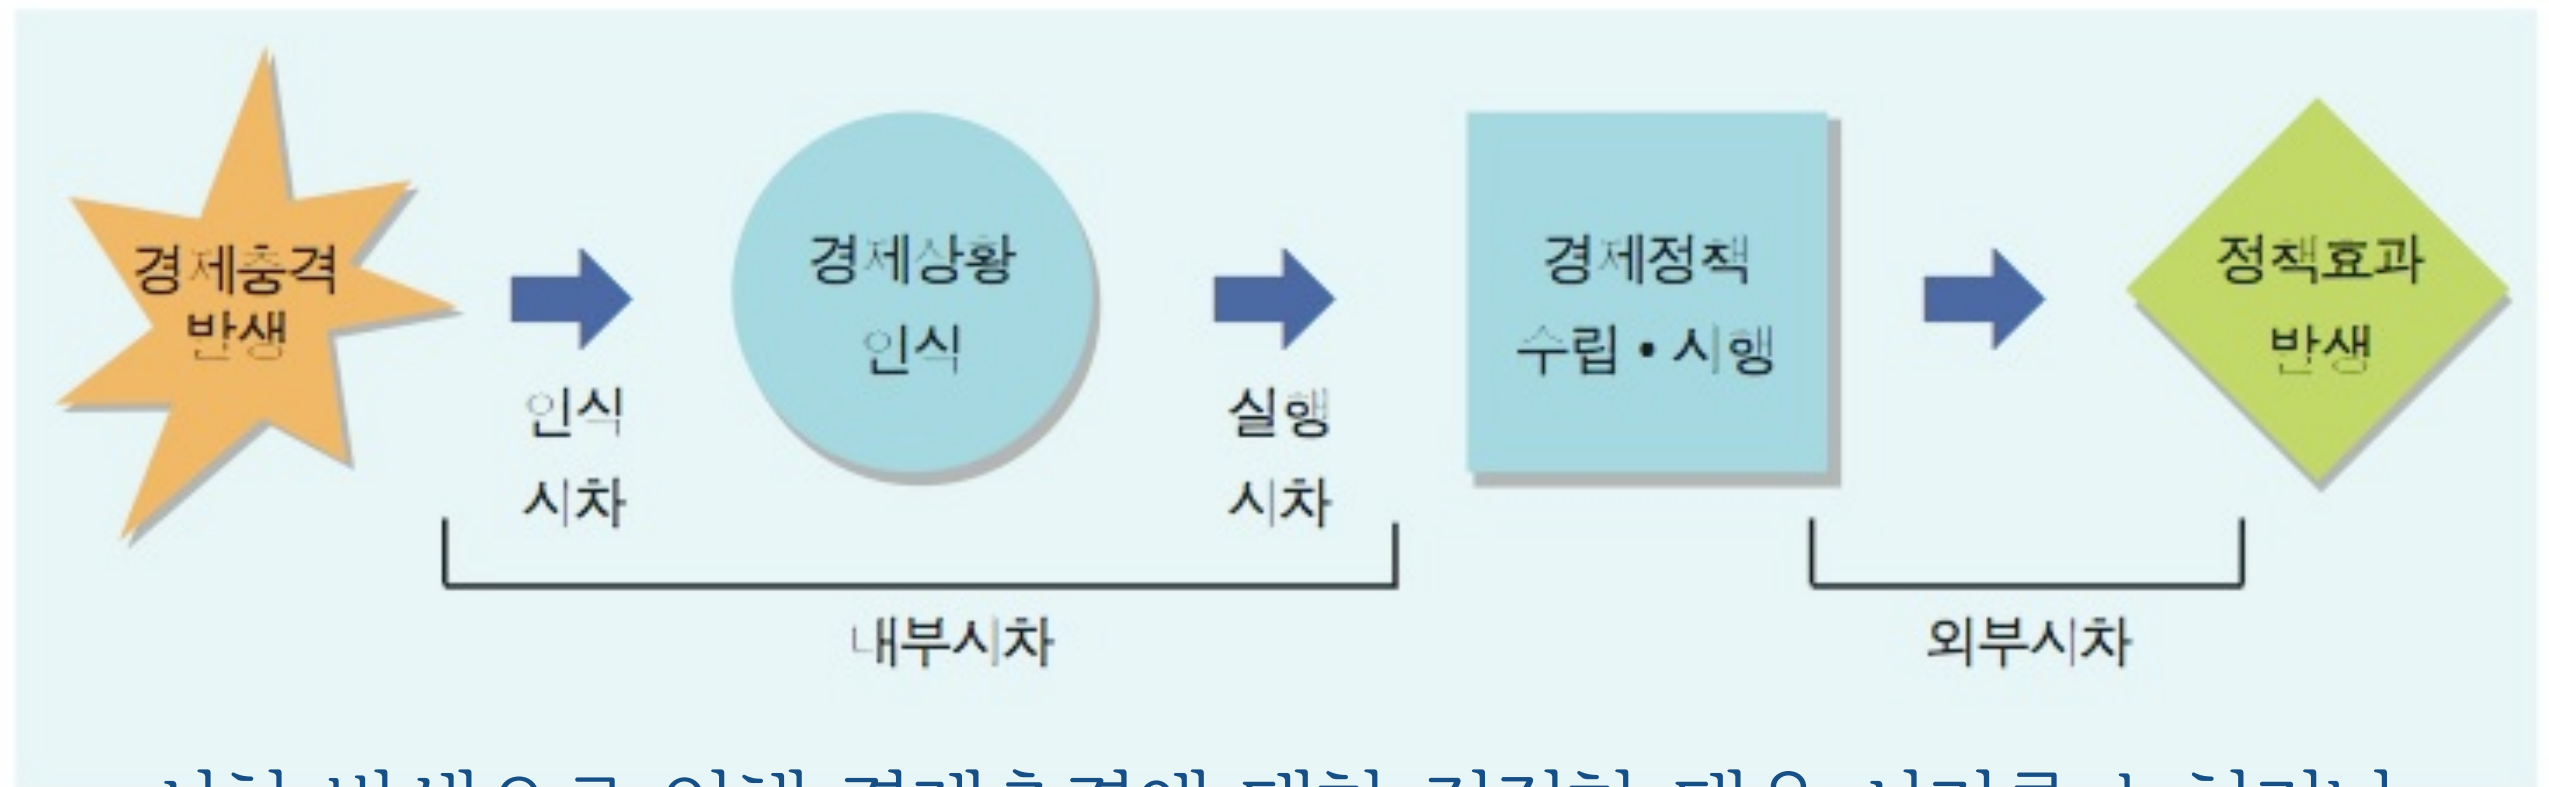 경제충격
발생
인식
시차
경제상황
인식
실행
시차
경제정책
수립 • 시행
정책효과
발생
내부시차
외부시차